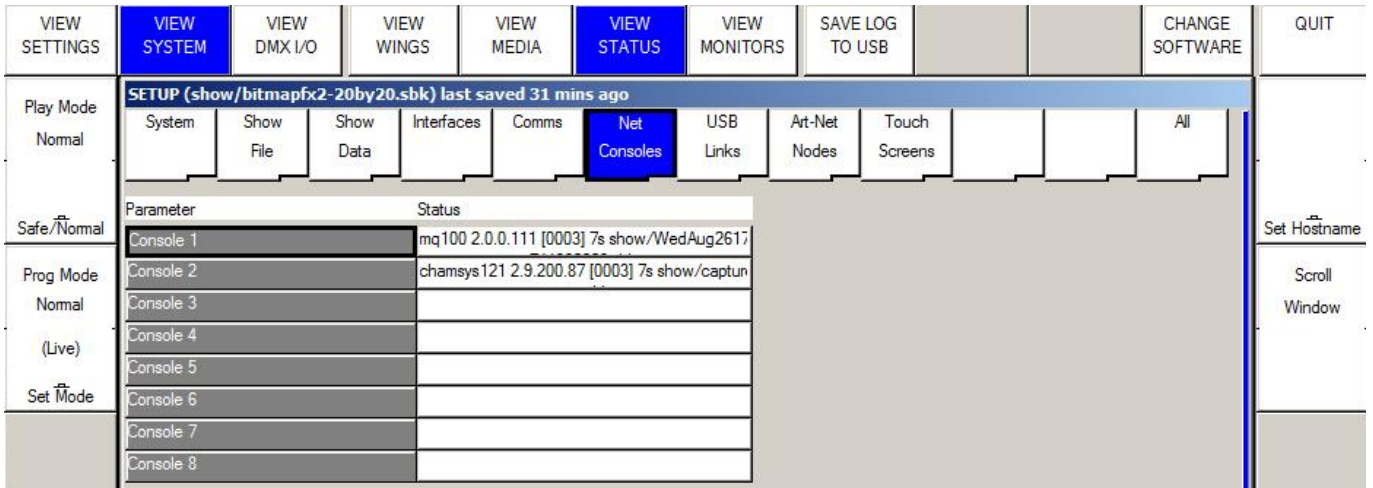 VIEW SETTINGS
VIEW SYSTEM
VIEW DMX I/O
VIEW WINGS
VIEW MEDIA
VIEW STATUS
VIEW MONITORS
SAVE LOG TO USB
CHANGE SOFTWARE
QUIT
Play Mode
Normal
Safe/Normal
Prog Mode
Normal
(Live)
Set Mode
SETUP (show/bitmapfx2-20by20.sbk) last saved 31 mins ago
System
Show File
Show Data
Interfaces
Comms
Net Consoles
USB Links
Art-Net Nodes
Touch Screens
All
Parameter Status
Console 1 mq100 2.0.0.111 [0003] 7s show/WedAug2617
Console 2 chamsys121 2.9.200.87 [0003] 7s show/captur
Console 3
Console 4
Console 5
Console 6
Console 7
Console 8
Set Hostname
Scroll
Window